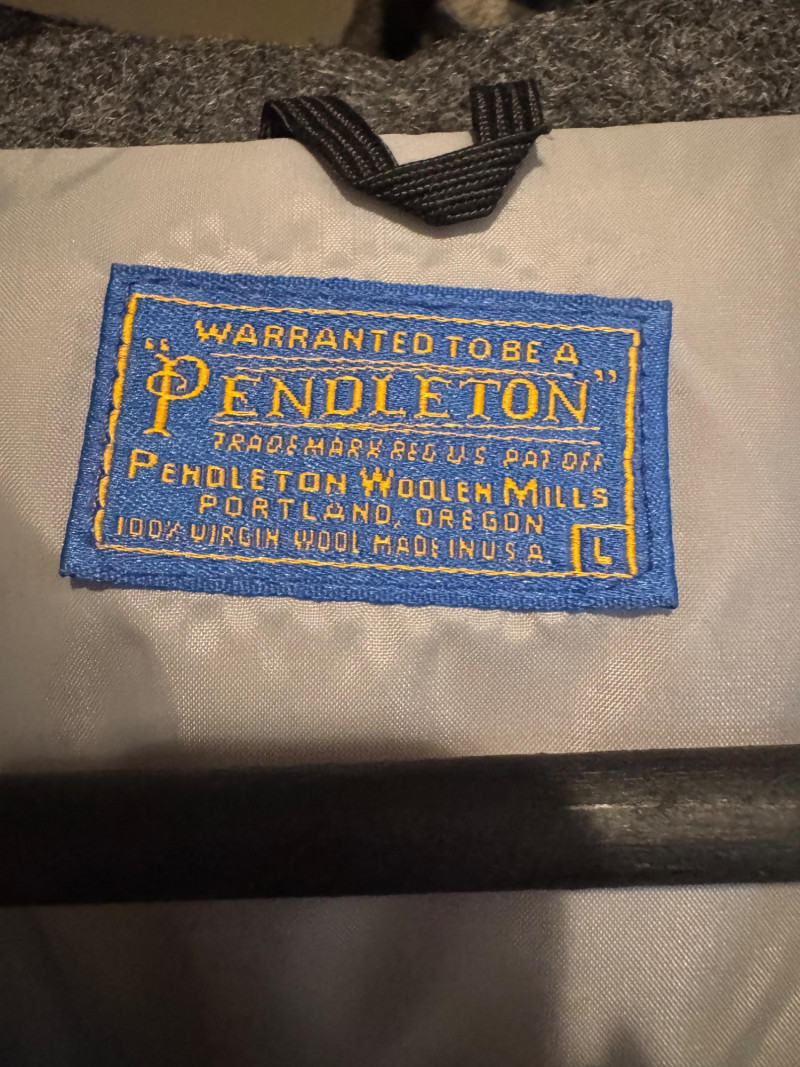 WARRANTED TO BE A
"PENDLETON"
TRADEMARK REG U.S. PAT OFF
PENDLETON WOOLEN MILLS
PORTLAND, OREGON
100% VIRGIN WOOL MADE IN U.S.A.
L